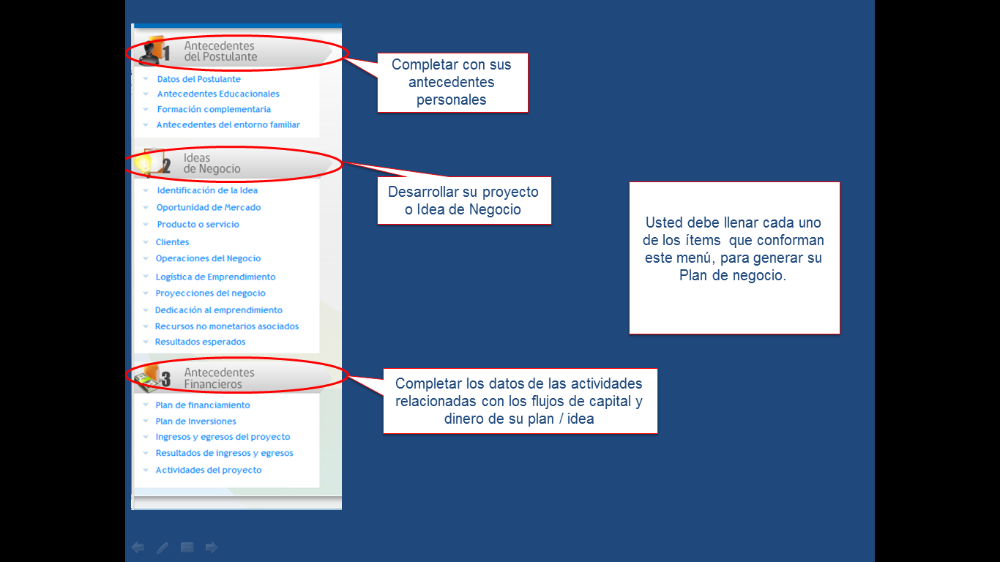 1
Antecedentes
del Postulante
Datos del Postulante
Antecedentes Educacionales
Formación complementaria
Antecedentes del entorno familiar
2
Ideas
de Negocio
Identificación de la Idea
Oportunidad de Mercado
Producto o servicio
Clientes
Operaciones del Negocio
Logística de Emprendimiento
Proyecciones del negocio
Dedicación al emprendimiento
Recursos no monetarios asociados
Resultados esperados
3
Antecedentes
Financieros
Plan de financiamiento
Plan de Inversiones
Ingresos y egresos del proyecto
Resultados de ingresos y egresos
Actividades del proyecto
Completar con sus
antecedentes
personales
Desarrollar su proyecto
o Idea de Negocio
Completar los datos de las actividades
relacionadas con los flujos de capital y
dinero de su plan / idea
Usted debe llenar cada uno
de los ítems que conforman
este menú, para generar su
Plan de negocio.